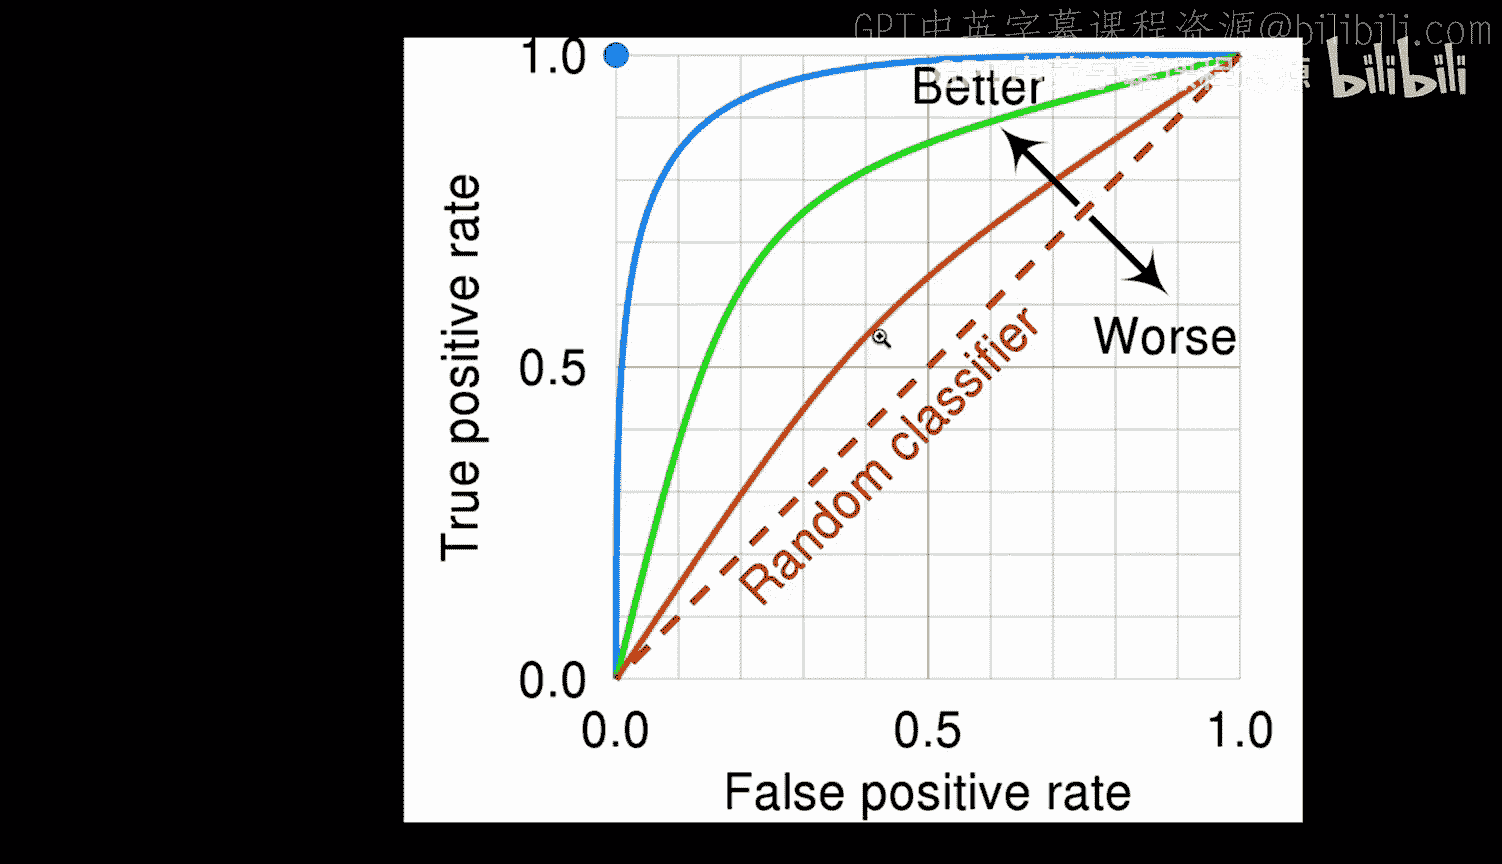 GPT中英字幕课程资源@bilibili.com
bilibili
1.0
Better
True positive rate
0.5
Worse
Random classifier
0.0
0.0
0.5
1.0
False positive rate